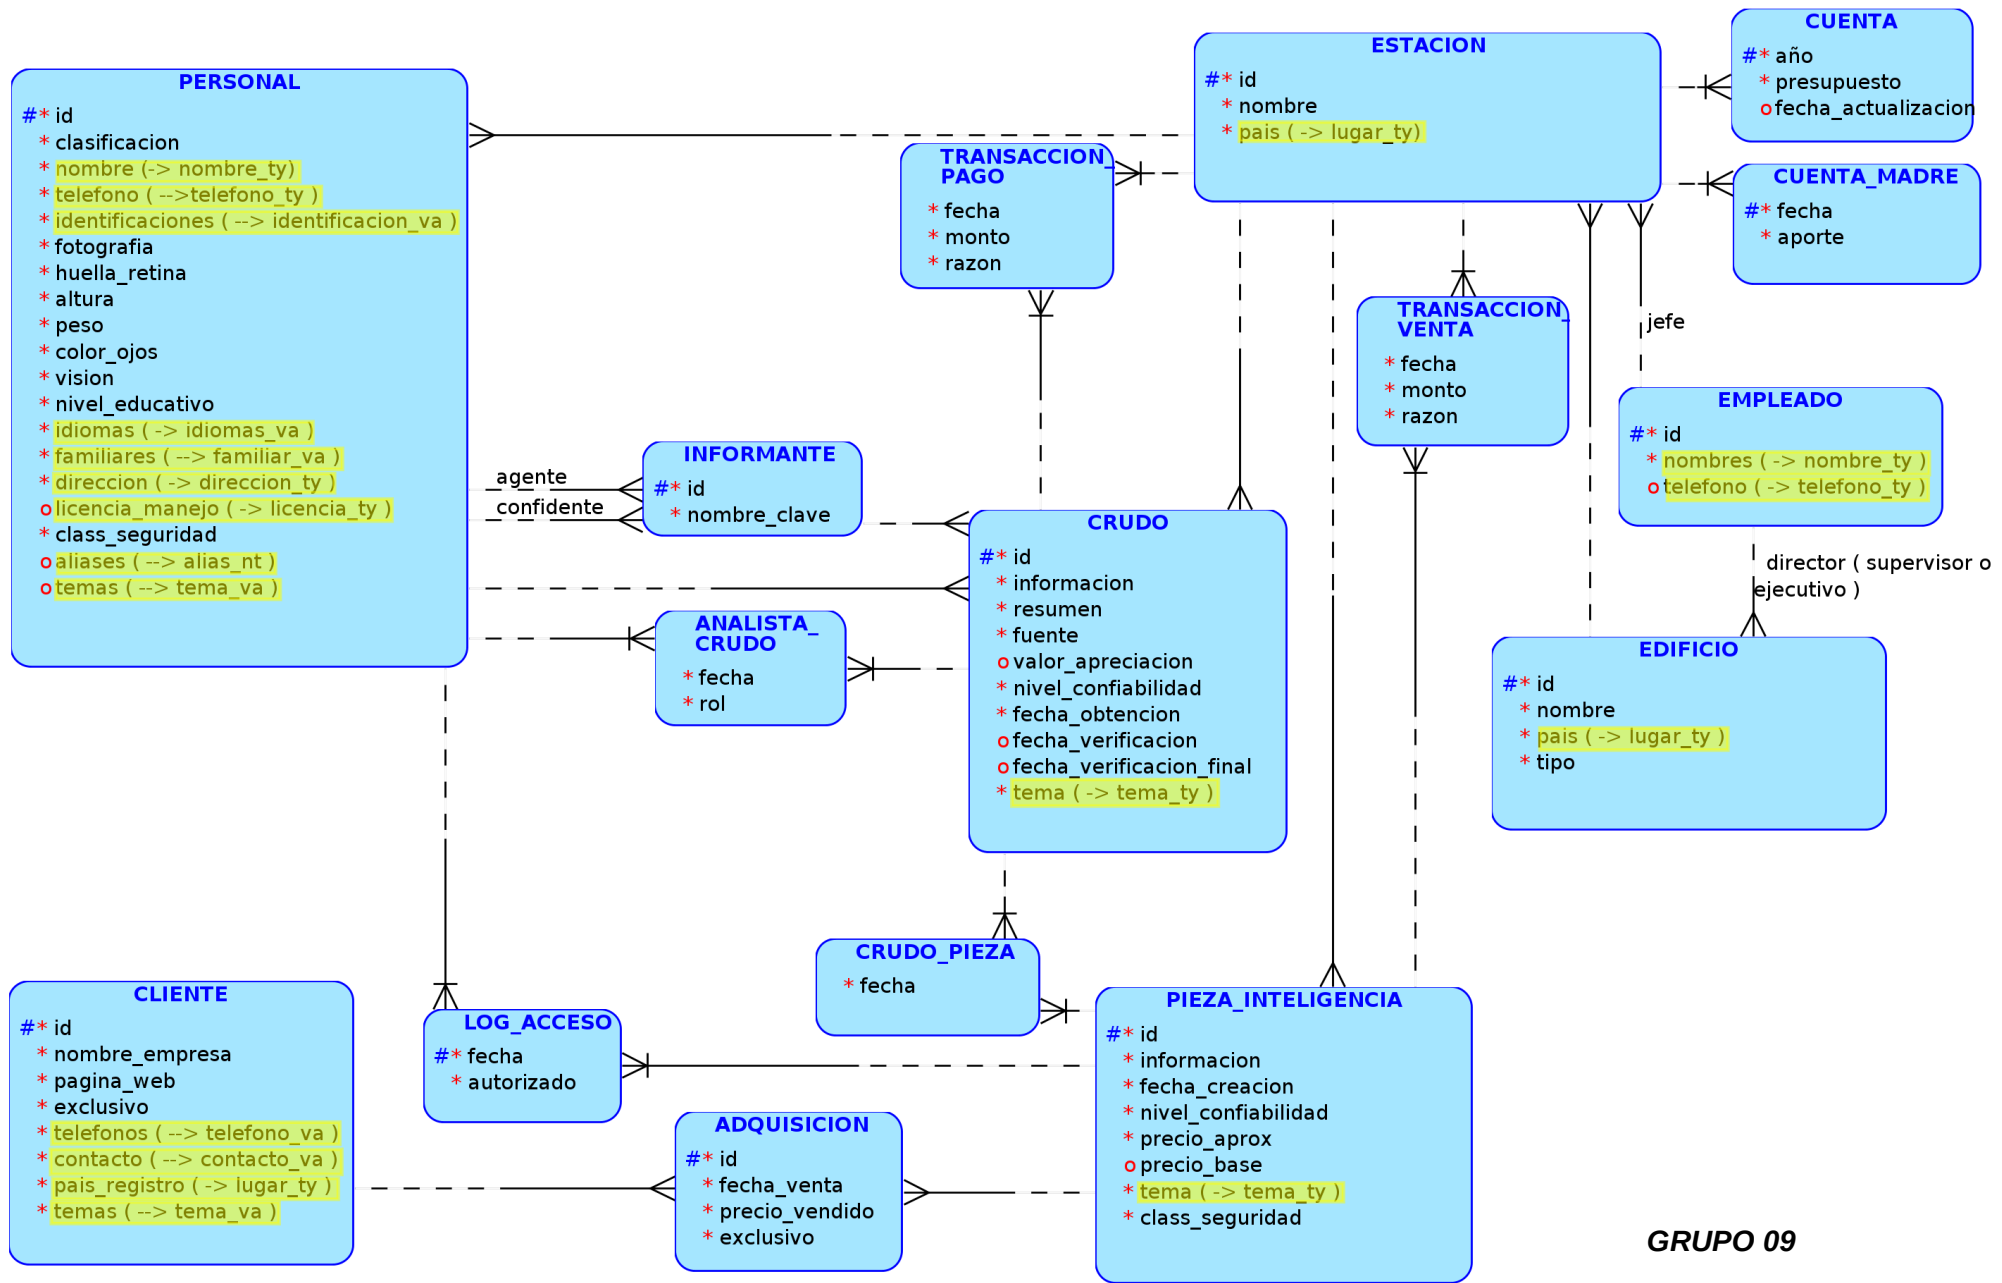 PERSONAL
#* id
* clasificacion
* nombre (-> nombre_ty)
* telefono ( -->telefono_ty )
* identificaciones ( --> identificacion_va )
* fotografia
* huella_retina
* altura
* peso
* color_ojos
* vision
* nivel_educativo
* idiomas ( -> idiomas_va )
* familiares ( --> familiar_va )
* direccion ( -> direccion_ty )
o licencia_manejo ( -> licencia_ty )
* class_seguridad
o aliases ( --> alias_nt )
o temas ( --> tema_va )
TRANSACCION_
PAGO
* fecha
* monto
* razon
ESTACION
#* id
* nombre
* pais ( -> lugar_ty)
CUENTA
#* año
* presupuesto
o fecha_actualizacion
CUENTA_MADRE
#* fecha
* aporte
TRANSACCION_
VENTA
* fecha
* monto
* razon
jefe
EMPLEADO
#* id
* nombres ( -> nombre_ty )
o telefono ( -> telefono_ty )
director ( supervisor o
ejecutivo )
EDIFICIO
#* id
* nombre
* pais ( -> lugar_ty )
* tipo
agente
confidente
INFORMANTE
#* id
* nombre_clave
CRUDO
#* id
* informacion
* resumen
* fuente
o valor_apreciacion
* nivel_confiabilidad
* fecha_obtencion
o fecha_verificacion
o fecha_verificacion_final
* tema ( -> tema_ty )
ANALISTA_
CRUDO
* fecha
* rol
CRUDO_PIEZA
* fecha
CLIENTE
#* id
* nombre_empresa
* pagina_web
* exclusivo
* telefonos ( --> telefono_va )
* contacto ( --> contacto_va )
* pais_registro ( -> lugar_ty )
* temas ( --> tema_va )
LOG_ACCESO
#* fecha
* autorizado
ADQUISICION
#* id
* fecha_venta
* precio_vendido
* exclusivo
PIEZA_INTELIGENCIA
#* id
* informacion
* fecha_creacion
* nivel_confiabilidad
* precio_aprox
o precio_base
* tema ( -> tema_ty )
* class_seguridad
GRUPO 09